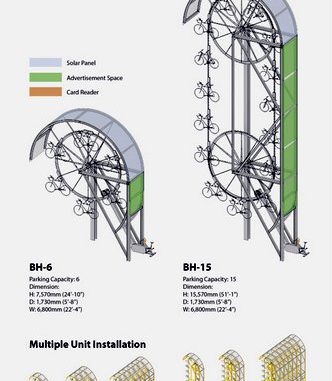 Solar Panel
Advertisement Space
Card Reader
BH-6
Parking Capacity: 6
Dimension:
H: 7,570mm (24'-10")
D: 1,730mm (5'-8")
W: 6,800mm (22'-4")
BH-15
Parking Capacity: 15
Dimension:
H: 15,570mm (51'-1")
D: 1,730mm (5'-8")
W: 6,800mm (22'-4")
Multiple Unit Installation